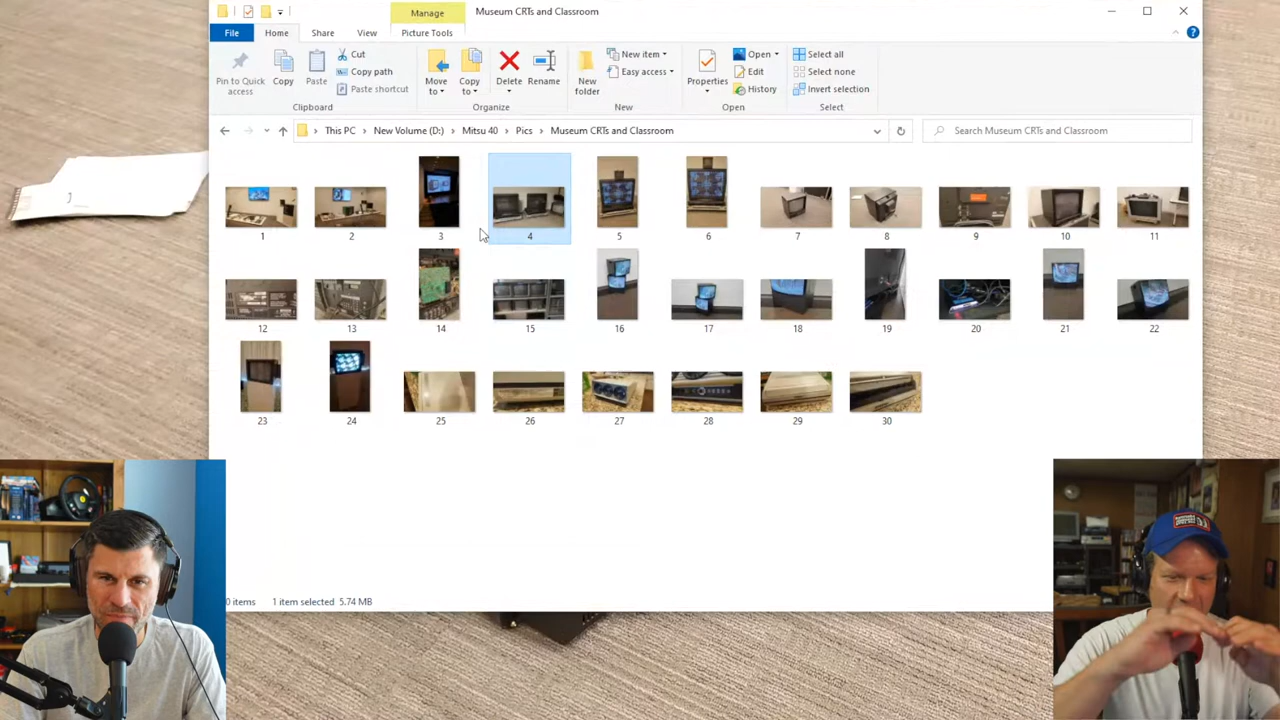 Manage
Museum CRTs and Classroom
File
Home
Share
View
Picture Tools
Pin to Quick access
Copy
Paste
Cut
Copy path
Paste shortcut
Clipboard
Move to
Copy to
Delete
Rename
Organize
New folder
New item
Easy access
New
Properties
Open
Edit
History
Open
Select all
Select none
Invert selection
Select
This PC > New Volume (D:) > Mitsu 40 > Pics > Museum CRTs and Classroom
Search Museum CRTs and Classroom
1 2 3 4 5 6 7 8 9 10 11
12 13 14 15 16 17 18 19 20 21 22
23 24 25 26 27 28 29 30
0 items 1 item selected 5.74 MB